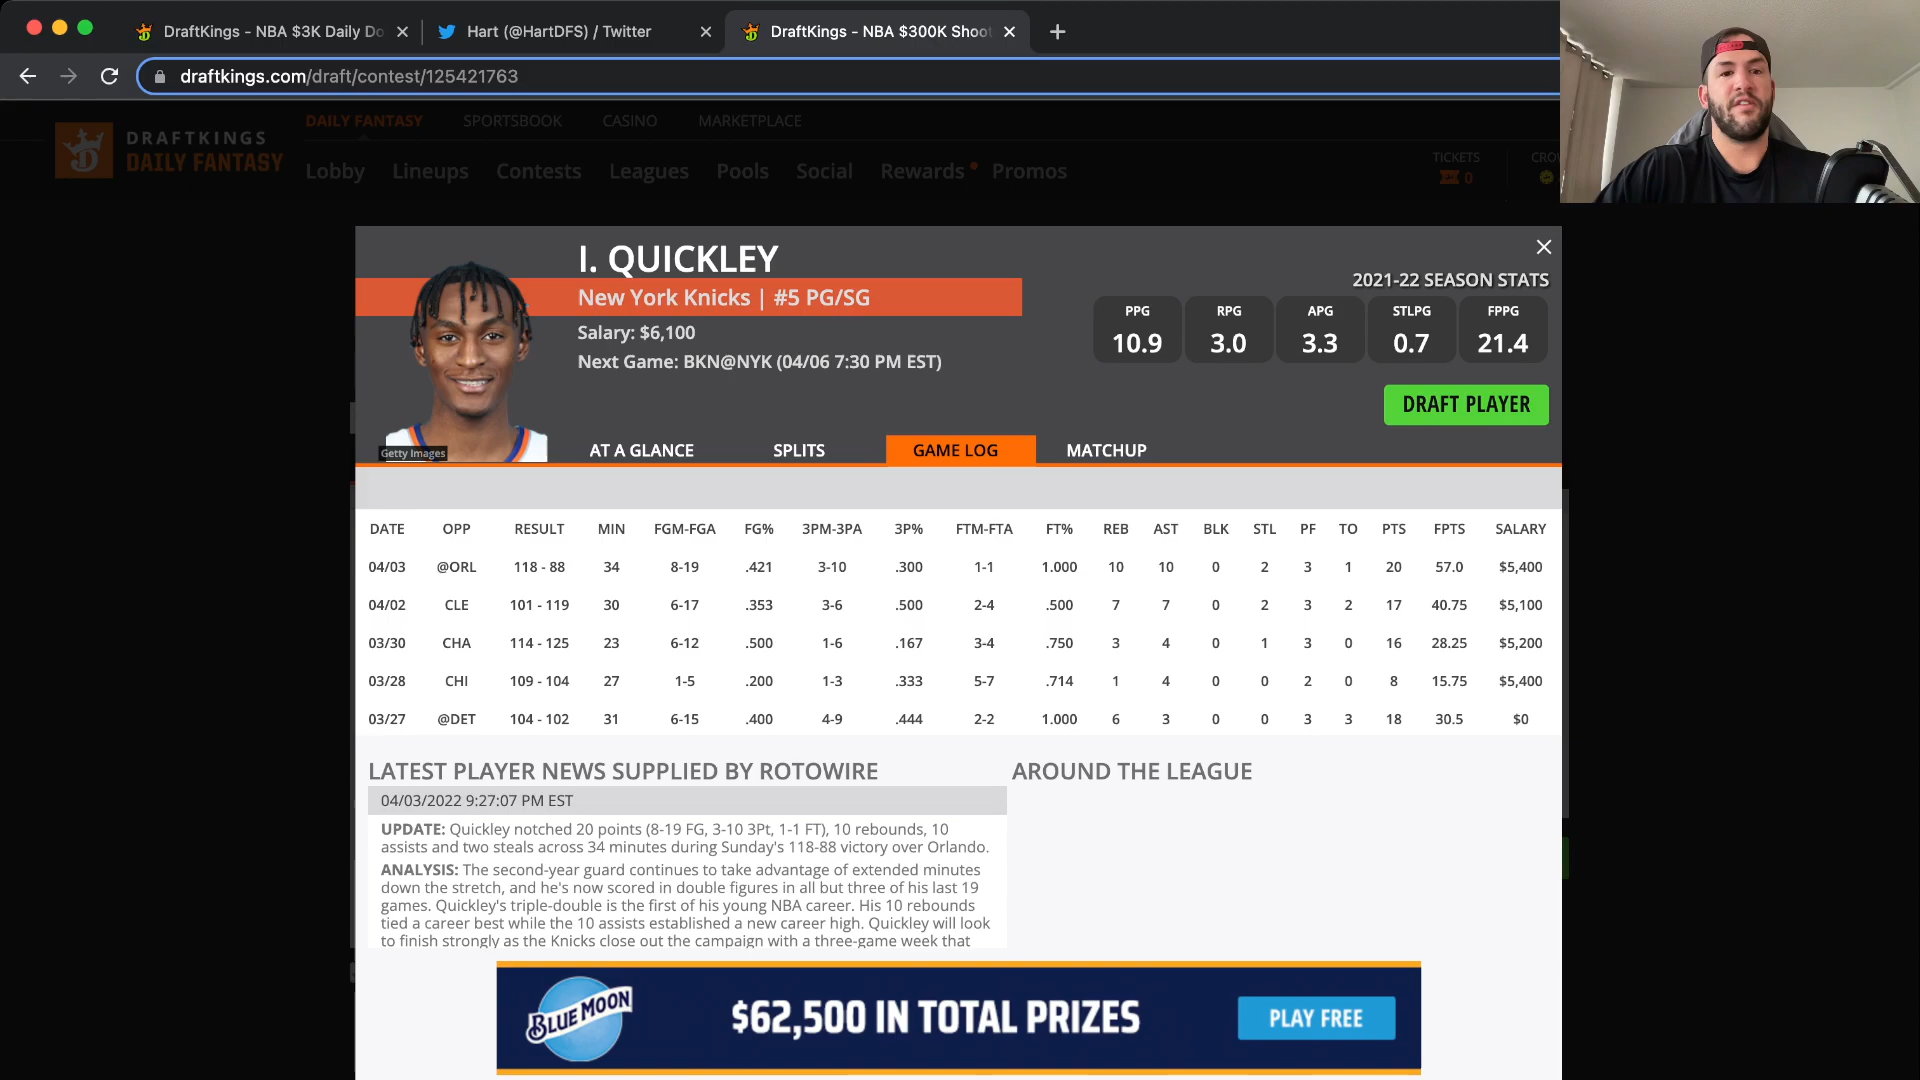 DraftKings - NBA $3K Daily Do
Hart (@HartDFS) / Twitter
DraftKings - NBA $300K Shoot
draftkings.com/draft/contest/125421763
DRAFTKINGS
DAILY FANTASY
DAILY FANTASY SPORTSBOOK CASINO MARKETPLACE
Lobby Lineups Contests Leagues Pools Social Rewards Promos
TICKETS
0
CRO
I. QUICKLEY
New York Knicks | #5 PG/SG
Salary: $6,100
Next Game: BKN@NYK (04/06 7:30 PM EST)
Getty Images
2021-22 SEASON STATS
PPG RPG APG STLPG FPPG
10.9 3.0 3.3 0.7 21.4
DRAFT PLAYER
AT A GLANCE SPLITS GAME LOG MATCHUP
DATE OPP RESULT MIN FGM-FGA FG% 3PM-3PA 3P% FTM-FTA FT% REB AST BLK STL PF TO PTS FPTS SALARY
04/03 @ORL 118 - 88 34 8-19 .421 3-10 .300 1-1 1.000 10 10 0 2 3 1 20 57.0 $5,400
04/02 CLE 101 - 119 30 6-17 .353 3-6 .500 2-4 .500 7 7 0 2 3 2 17 40.75 $5,100
03/30 CHA 114 - 125 23 6-12 .500 1-6 .167 3-4 .750 3 4 0 1 3 0 16 28.25 $5,200
03/28 CHI 109 - 104 27 1-5 .200 1-3 .333 5-7 .714 1 4 0 0 2 0 8 15.75 $5,400
03/27 @DET 104 - 102 31 6-15 .400 4-9 .444 2-2 1.000 6 3 0 0 3 3 18 30.5 $0
LATEST PLAYER NEWS SUPPLIED BY ROTOWIRE
04/03/2022 9:27:07 PM EST
UPDATE: Quickley notched 20 points (8-19 FG, 3-10 3Pt, 1-1 FT), 10 rebounds, 10
assists and two steals across 34 minutes during Sunday's 118-88 victory over Orlando.
ANALYSIS: The second-year guard continues to take advantage of extended minutes
down the stretch, and he's now scored in double figures in all but three of his last 19
games. Quickley's triple-double is the first of his young NBA career. His 10 rebounds
tied a career best while the 10 assists established a new career high. Quickley will look
to finish strongly as the Knicks close out the campaign with a three-game week that
AROUND THE LEAGUE
BLUE MOON
$62,500 IN TOTAL PRIZES
PLAY FREE